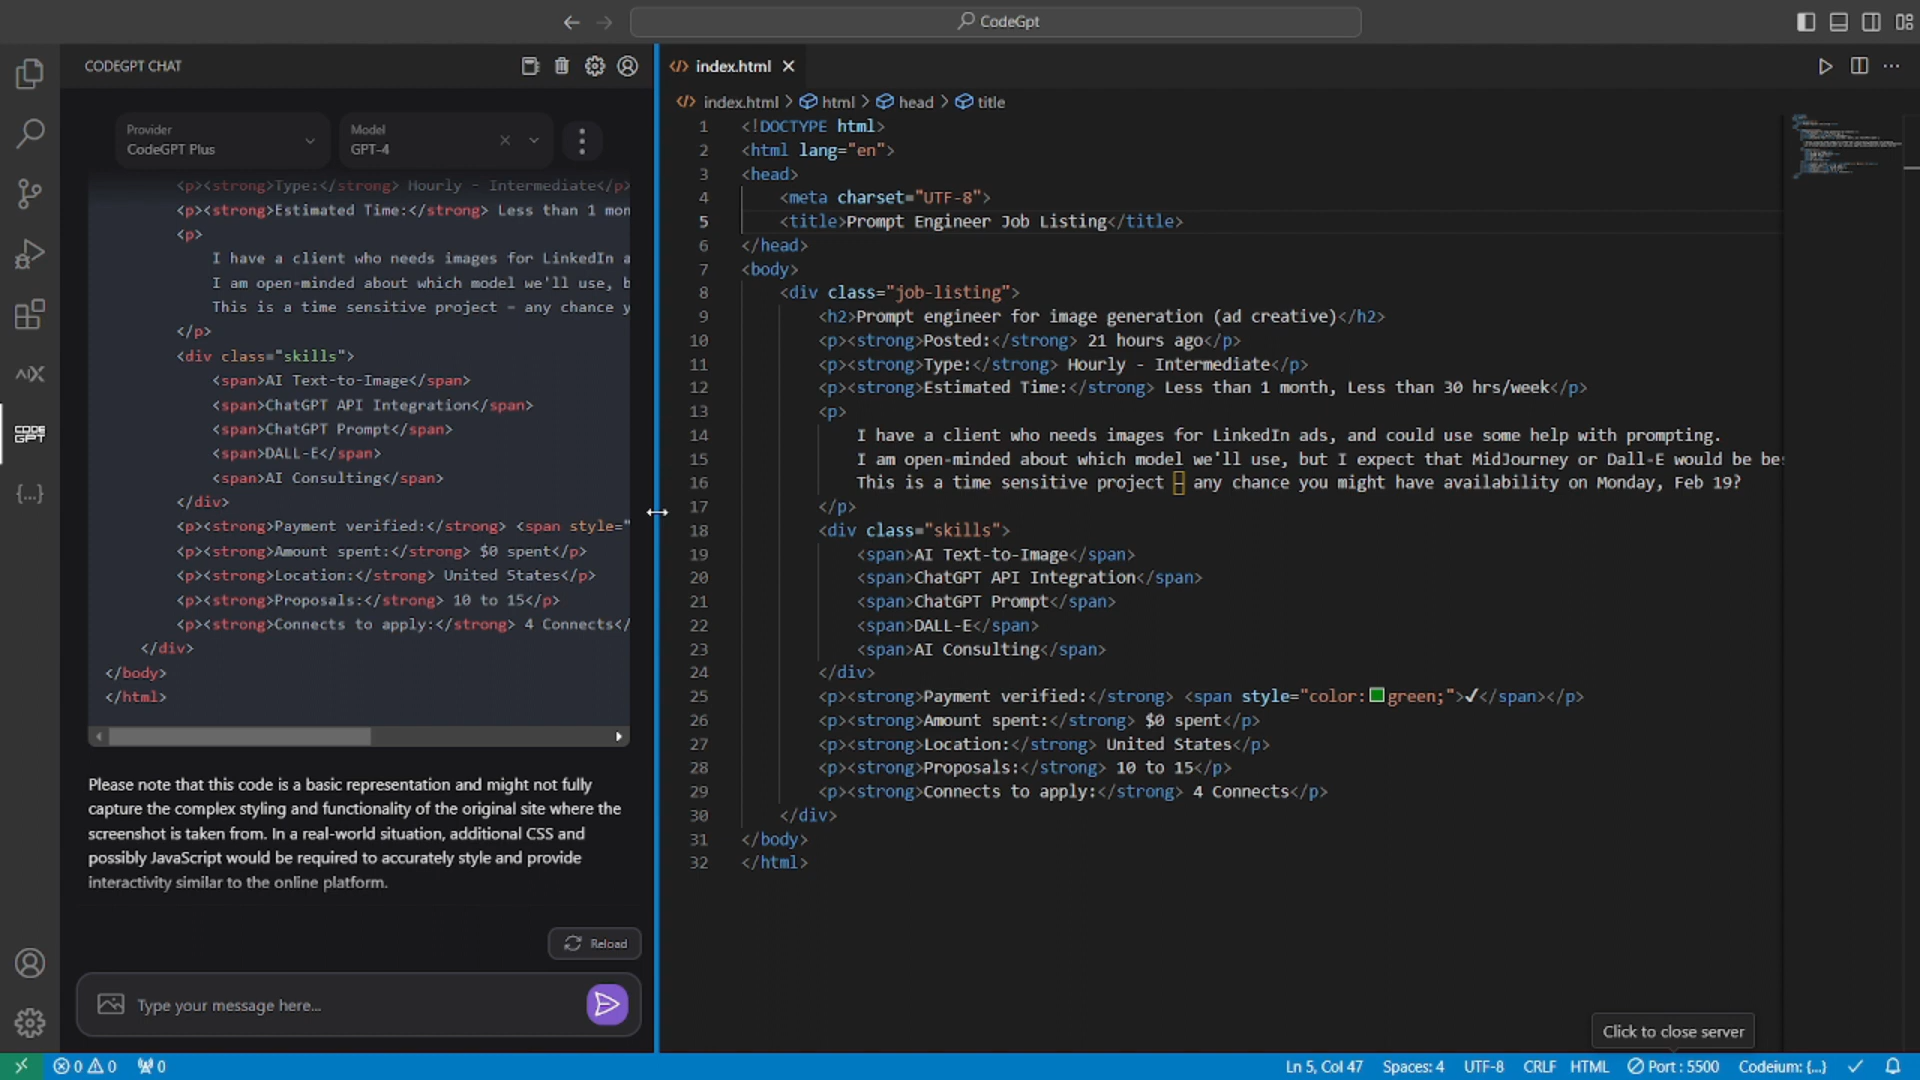 CodeGpt
CODEGPT CHAT
Provider
CodeGPT Plus
Model
GPT-4
<p><strong>Type:</strong> Hourly - Intermediate</p>
<p><strong>Estimated Time:</strong> Less than 1 mon
<p>
I have a client who needs images for LinkedIn a
I am open-minded about which model we'll use, b
This is a time sensitive project – any chance y
</p>
<div class="skills">
<span>AI Text-to-Image</span>
<span>ChatGPT API Integration</span>
<span>ChatGPT Prompt</span>
<span>DALL-E</span>
<span>AI Consulting</span>
</div>
<p><strong>Payment verified:</strong> <span style="
<p><strong>Amount spent:</strong> $0 spent</p>
<p><strong>Location:</strong> United States</p>
<p><strong>Proposals:</strong> 10 to 15</p>
<p><strong>Connects to apply:</strong> 4 Connects</
</div>
</body>
</html>
Please note that this code is a basic representation and might not fully
capture the complex styling and functionality of the original site where the
screenshot is taken from. In a real-world situation, additional CSS and
possibly JavaScript would be required to accurately style and provide
interactivity similar to the online platform.
Reload
Type your message here...
CODE
GPT
index.html
index.html > html > head > title
1 <!DOCTYPE html>
2 <html lang="en">
3 <head>
4 <meta charset="UTF-8">
5 <title>Prompt Engineer Job Listing</title>
6 </head>
7 <body>
8 <div class="job-listing">
9 <h2>Prompt engineer for image generation (ad creative)</h2>
10 <p><strong>Posted:</strong> 21 hours ago</p>
11 <p><strong>Type:</strong> Hourly - Intermediate</p>
12 <p><strong>Estimated Time:</strong> Less than 1 month, Less than 30 hrs/week</p>
13 <p>
14 I have a client who needs images for LinkedIn ads, and could use some help with prompting.
15 I am open-minded about which model we'll use, but I expect that MidJourney or Dall-E would be bes
16 This is a time sensitive project – any chance you might have availability on Monday, Feb 19?
17 </p>
18 <div class="skills">
19 <span>AI Text-to-Image</span>
20 <span>ChatGPT API Integration</span>
21 <span>ChatGPT Prompt</span>
22 <span>DALL-E</span>
23 <span>AI Consulting</span>
24 </div>
25 <p><strong>Payment verified:</strong> <span style="color:green;">✓</span></p>
26 <p><strong>Amount spent:</strong> $0 spent</p>
27 <p><strong>Location:</strong> United States</p>
28 <p><strong>Proposals:</strong> 10 to 15</p>
29 <p><strong>Connects to apply:</strong> 4 Connects</p>
30 </div>
31 </body>
32 </html>
Click to close server
0 0 0
Ln 5, Col 47 Spaces: 4 UTF-8 CRLF HTML Port : 5500 Codeium: {...}